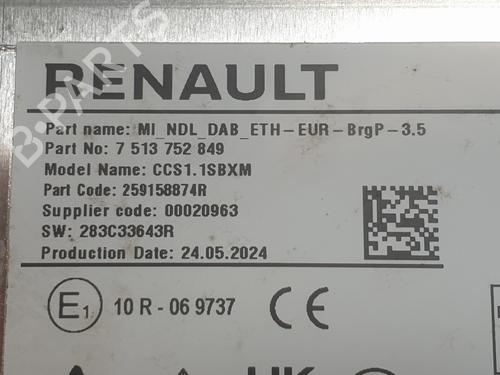 RENAULT
Part name: MI_NDL_DAB_ETH-EUR-BrgP-3.5
Part No: 7 513 752 849
Model Name: CCS1.1SBXM
Part Code: 259158874R
Supplier code: 00020963
SW: 283C33643R
Production Date: 24.05.2024
E1 10 R - 06 9737 CE
B-PARTS